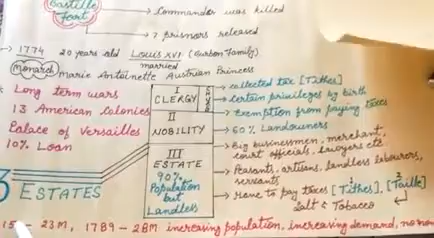 Bastille
Fort
→ Commander was killed
→ 7 prisoners released
→ 1774 20 years old Louis XVI (Burbon Family)
married
Monarch Marie Antoinette Austrian Princess
* Long term wars
13 American Colonies
Palace of Versailles
10% Loan
3 ESTATES
I
CLERGY
II
NOBILITY
III
ESTATE
90%
Population
but
Landless
→ collected tax [Tithes]
→ Certain privileges by birth
→ Exemption from paying taxes
→ 60% Landowners
→ Big businessmen, merchant,
court officials, lawyers etc.
→ Peasants, artisans, landless labourers,
servants
→ Have to pay taxes [Tithes], [Taille]
Salt & Tobacco
23M, 1789 - 28M increasing population, increasing demand, no